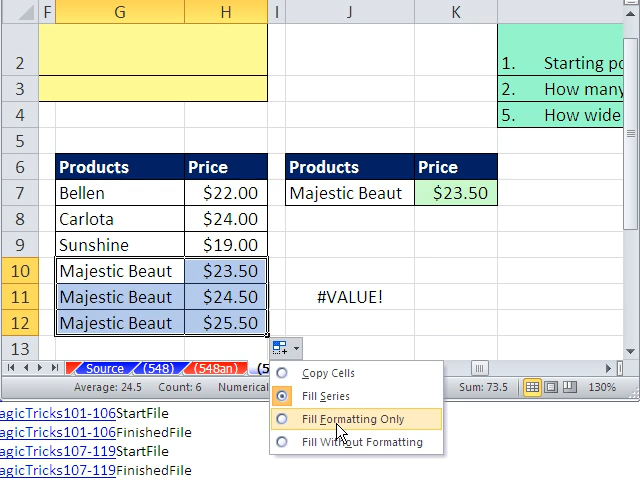 F G H I J K
2 1. Starting po
3 2. How many
4 5. How wide
5
6 Products Price Products Price
7 Bellen $22.00 Majestic Beaut $23.50
8 Carlota $24.00
9 Sunshine $19.00
10 Majestic Beaut $23.50
11 Majestic Beaut $24.50 #VALUE!
12 Majestic Beaut $25.50
13
Source (548) (548an) (5
Copy Cells
Average: 24.5 Count: 6 Numerical Sum: 73.5 130%
Fill Series
agicTricks101-106StartFile
Fill Formatting Only
agicTricks101-106FinishedFile
Fill Without Formatting
agicTricks107-119StartFile
agicTricks107-119FinishedFile